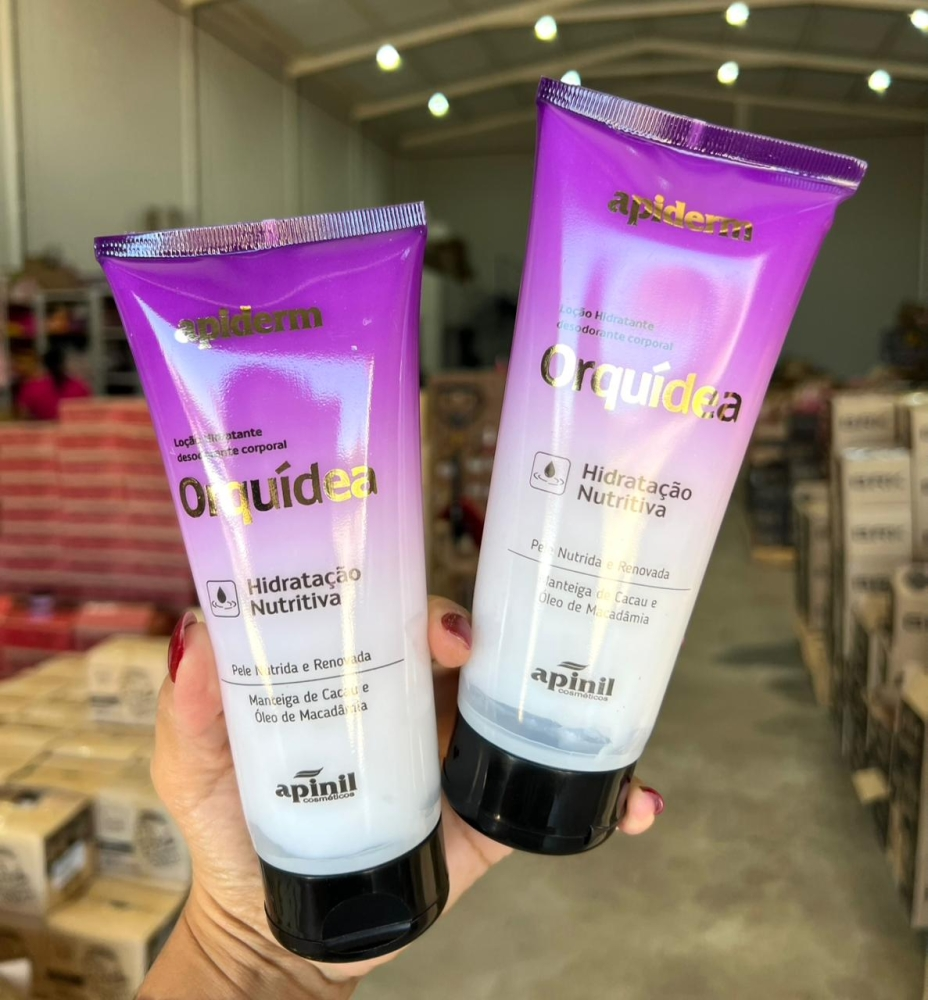 apiderm
Loção Hidratante
desodorante corporal
Orquídea
Hidratação
Nutritiva
Pele Nutrida e Renovada
Manteiga de Cacau e
Óleo de Macadâmia
apinil
cosméticos
apiderm
Loção Hidratante
desodorante corporal
Orquídea
Hidratação
Nutritiva
Pele Nutrida e Renovada
Manteiga de Cacau e
Óleo de Macadâmia
apinil
cosméticos